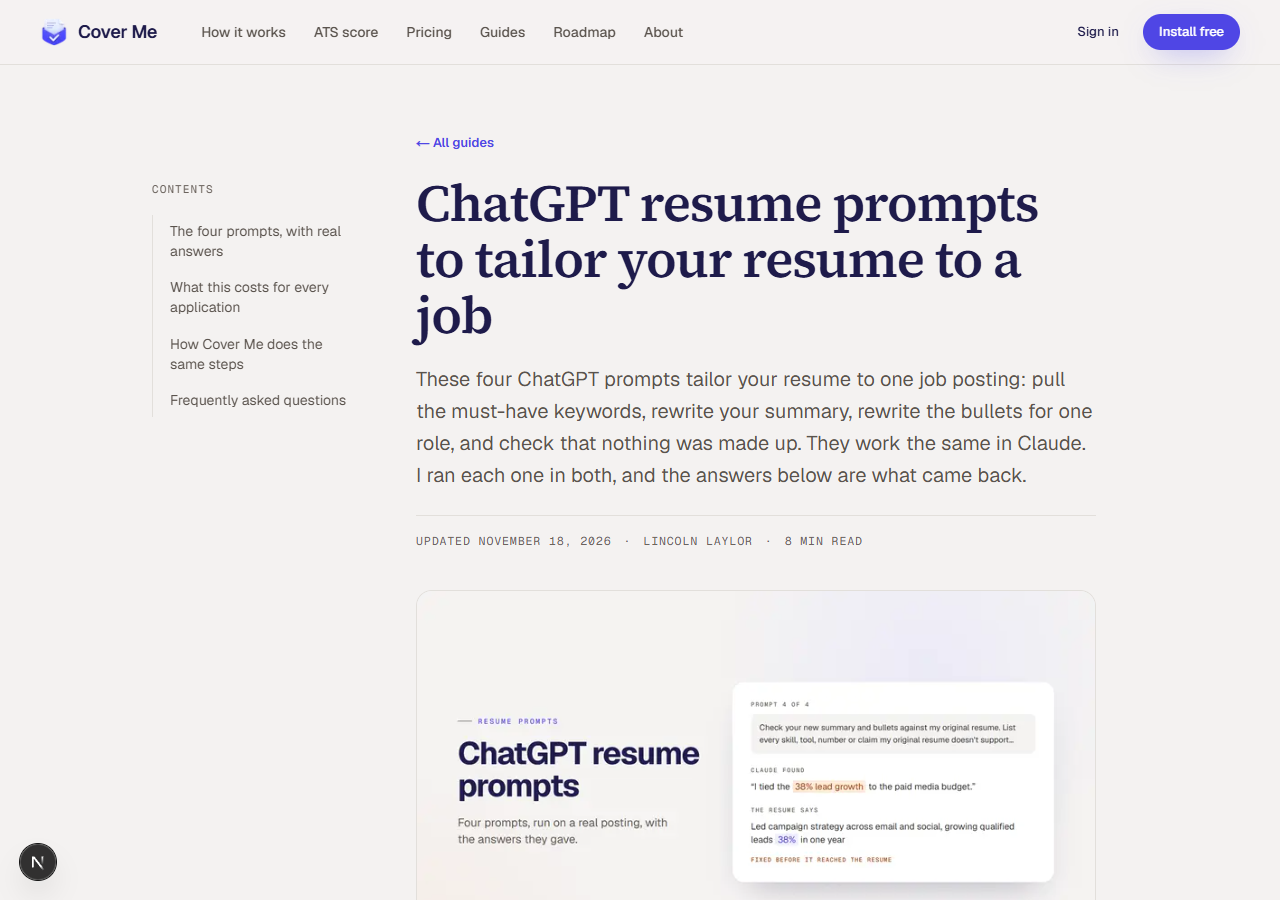 Cover Me
How it works
ATS score
Pricing
Guides
Roadmap
About
Sign in
Install free
← All guides
CONTENTS
The four prompts, with real
answers
What this costs for every
application
How Cover Me does the
same steps
Frequently asked questions
ChatGPT resume prompts
to tailor your resume to a
job
These four ChatGPT prompts tailor your resume to one job posting: pull
the must-have keywords, rewrite your summary, rewrite the bullets for one
role, and check that nothing was made up. They work the same in Claude.
I ran each one in both, and the answers below are what came back.
UPDATED NOVEMBER 18, 2026 · LINCOLN LAYLOR · 8 MIN READ
RESUME PROMPTS
ChatGPT resume
prompts
Four prompts, run on a real posting, with
the answers they gave.
PROMPT 4 OF 4
Check your new summary and bullets against my original resume. List
every skill, tool, number or claim my original resume doesn't support...
CLAUDE FOUND
“I tied the 38% lead growth to the paid media budget.”
THE RESUME SAYS
Led campaign strategy across email and social, growing qualified
leads 38% in one year
FIXED BEFORE IT REACHED THE RESUME
N